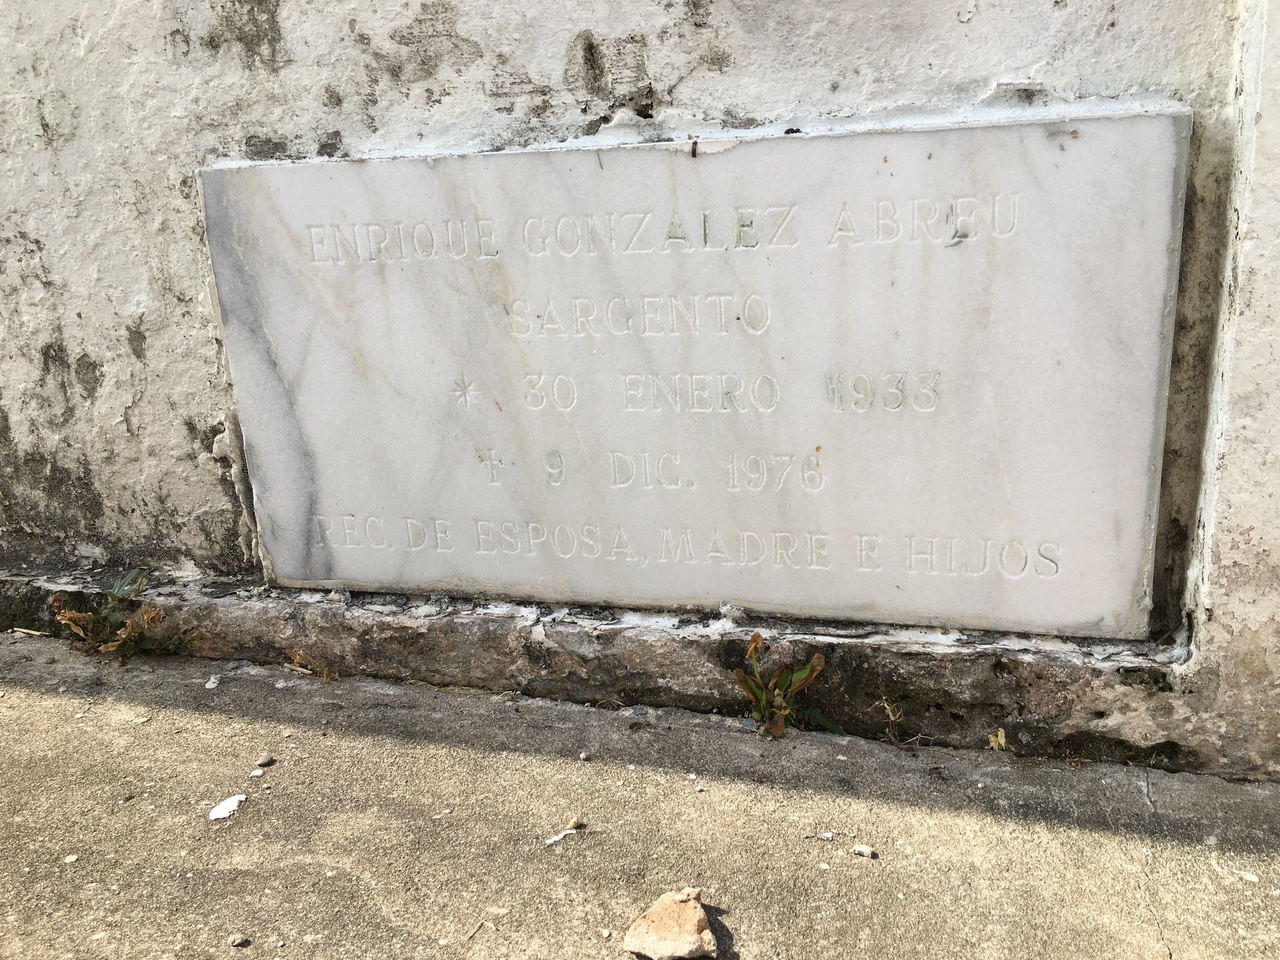 ENRIQUE GONZALEZ ABREU
SARGENTO
* 30 ENERO 1933
† 9 DIC. 1976
REC. DE ESPOSA, MADRE E HIJOS